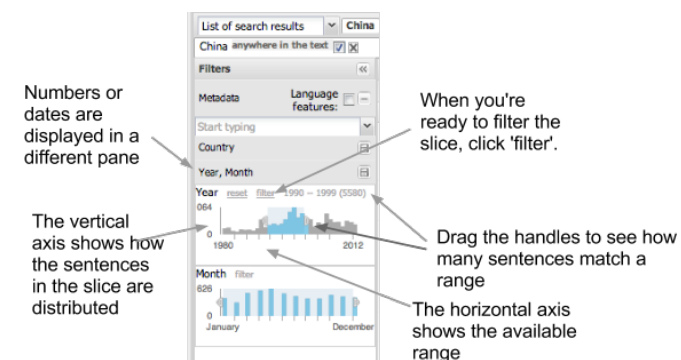 List of search results
China
China anywhere in the text
Filters
Metadata
Language
features:
Start typing
Country
Year, Month
Year reset filter 1990 – 1999 (5580)
064
0
1980
2012
Month filter
626
0
January
December
Numbers or
dates are
displayed in a
different pane
The vertical
axis shows how
the sentences
in the slice are
distributed
When you're
ready to filter the
slice, click 'filter'.
Drag the handles to see how
many sentences match a
range
The horizontal axis
shows the available
range